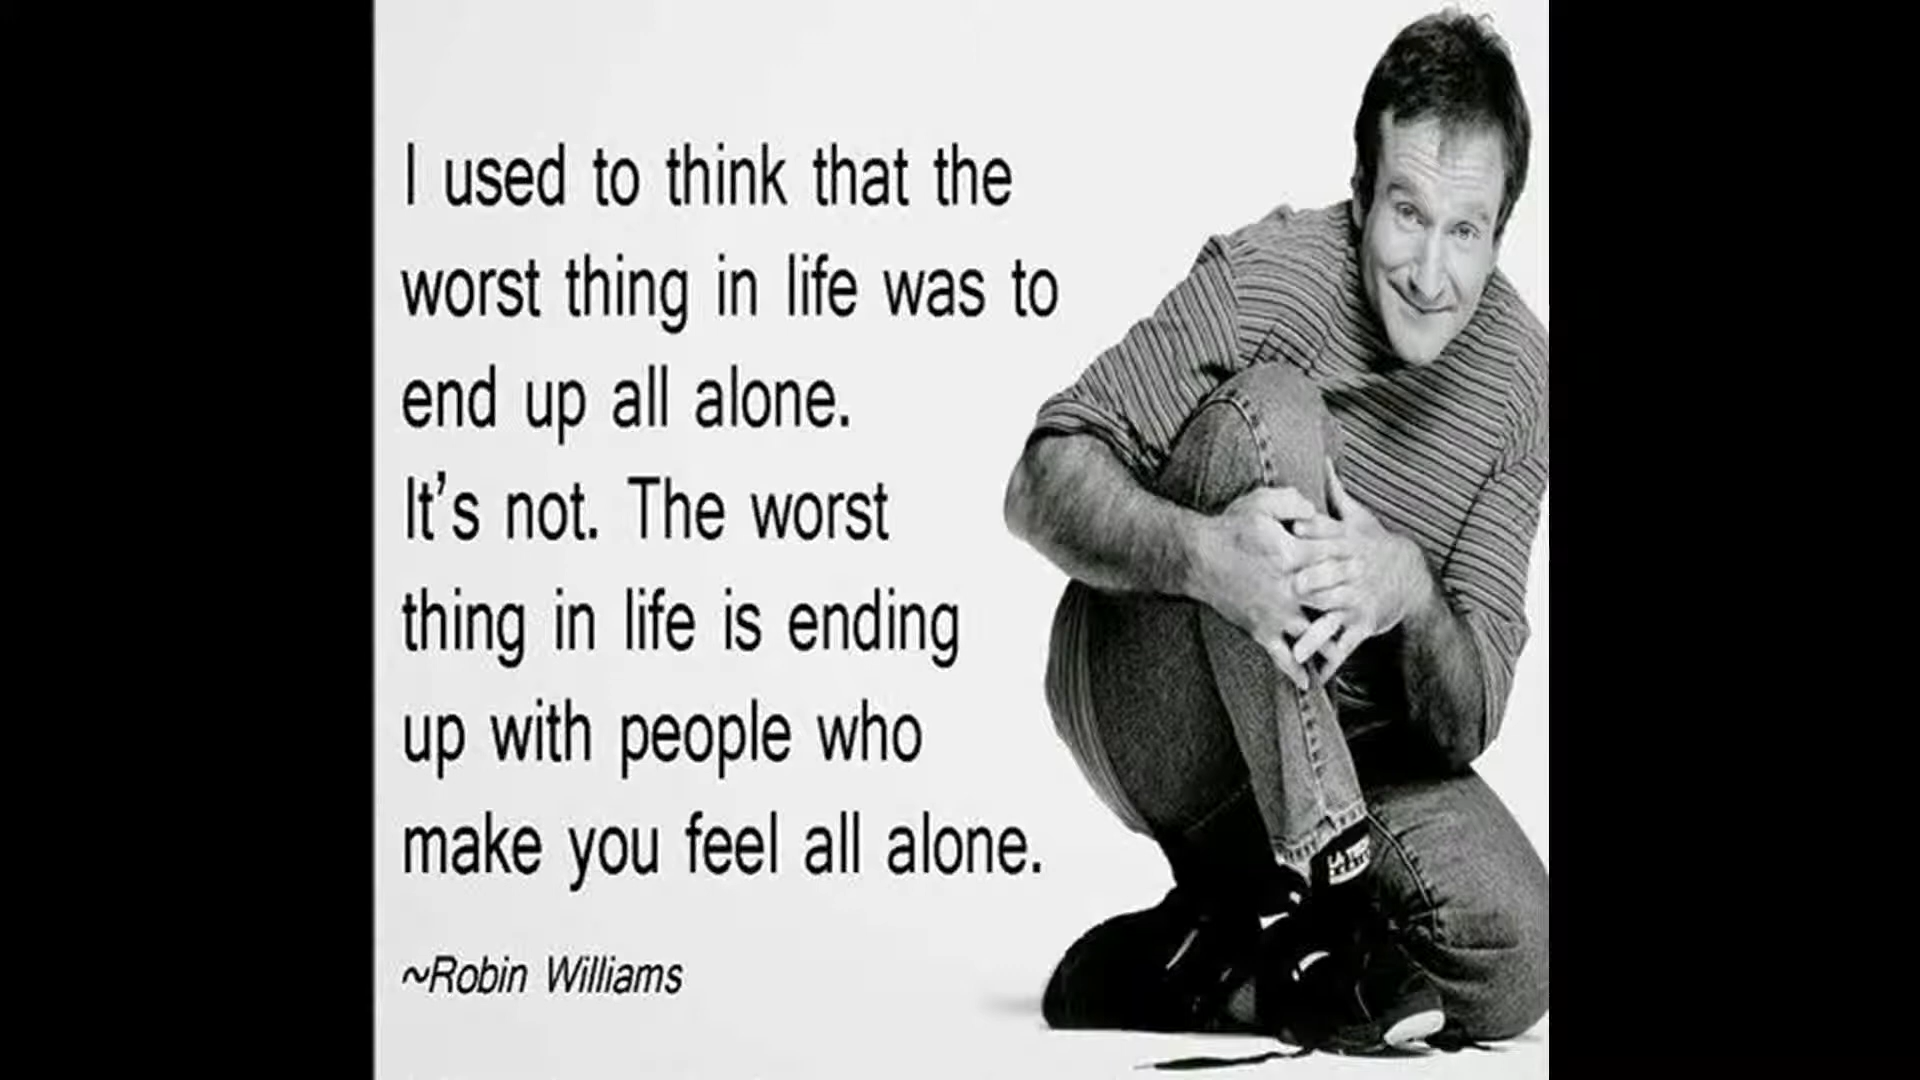 I used to think that the
worst thing in life was to
end up all alone.
It's not. The worst
thing in life is ending
up with people who
make you feel all alone.
~Robin Williams